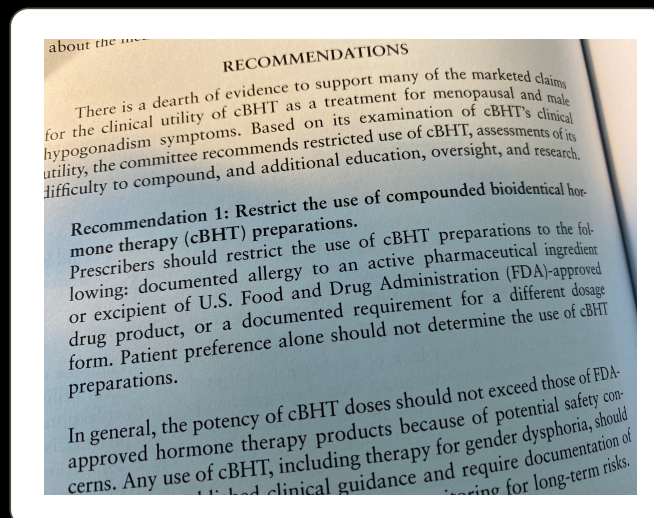 about the
RECOMMENDATIONS
There is a dearth of evidence to support many of the marketed claims
for the clinical utility of cBHT as a treatment for menopausal and male
hypogonadism symptoms. Based on its examination of cBHT's clinical
utility, the committee recommends restricted use of cBHT, assessments of its
difficulty to compound, and additional education, oversight, and research.
Recommendation 1: Restrict the use of compounded bioidentical hor-
mone therapy (cBHT) preparations.
Prescribers should restrict the use of cBHT preparations to the fol-
lowing: documented allergy to an active pharmaceutical ingredient
or excipient of U.S. Food and Drug Administration (FDA)-approved
drug product, or a documented requirement for a different dosage
form. Patient preference alone should not determine the use of cBHT
preparations.
In general, the potency of cBHT doses should not exceed those of FDA-
approved hormone therapy products because of potential safety con-
cerns. Any use of cBHT, including therapy for gender dysphoria, should
clinical guidance and require documentation of
for long-term risks.